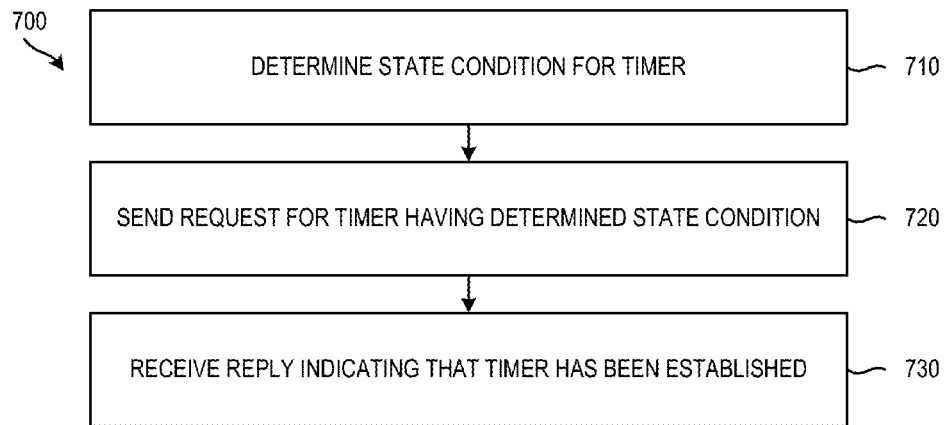 700
DETERMINE STATE CONDITION FOR TIMER
710
SEND REQUEST FOR TIMER HAVING DETERMINED STATE CONDITION
720
RECEIVE REPLY INDICATING THAT TIMER HAS BEEN ESTABLISHED
730